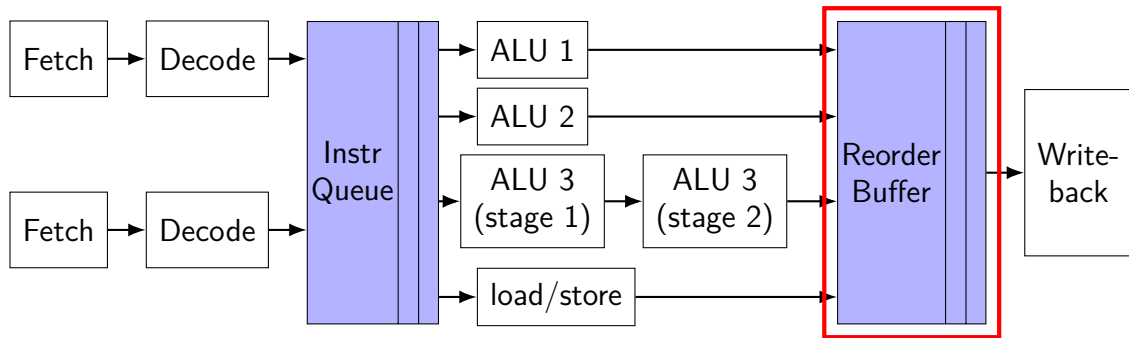 Fetch
Decode
Fetch
Decode
Instr
Queue
ALU 1
ALU 2
ALU 3
(stage 1)
ALU 3
(stage 2)
load/store
Reorder
Buffer
Write-
back